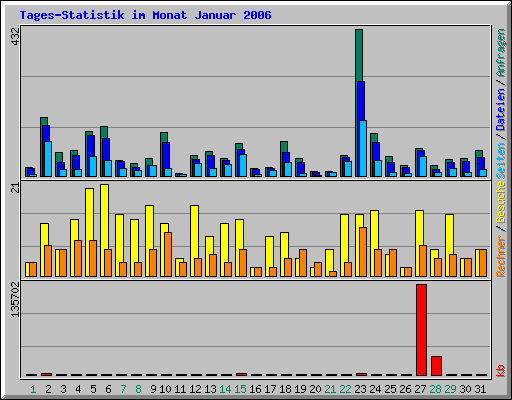 Tages-Statistik im Monat Januar 2006
432
21
135702
Rechner / Besuche Seiten / Dateien / Anfragen
kb
1 2 3 4 5 6 7 8 9 10 11 12 13 14 15 16 17 18 19 20 21 22 23 24 25 26 27 28 29 30 31